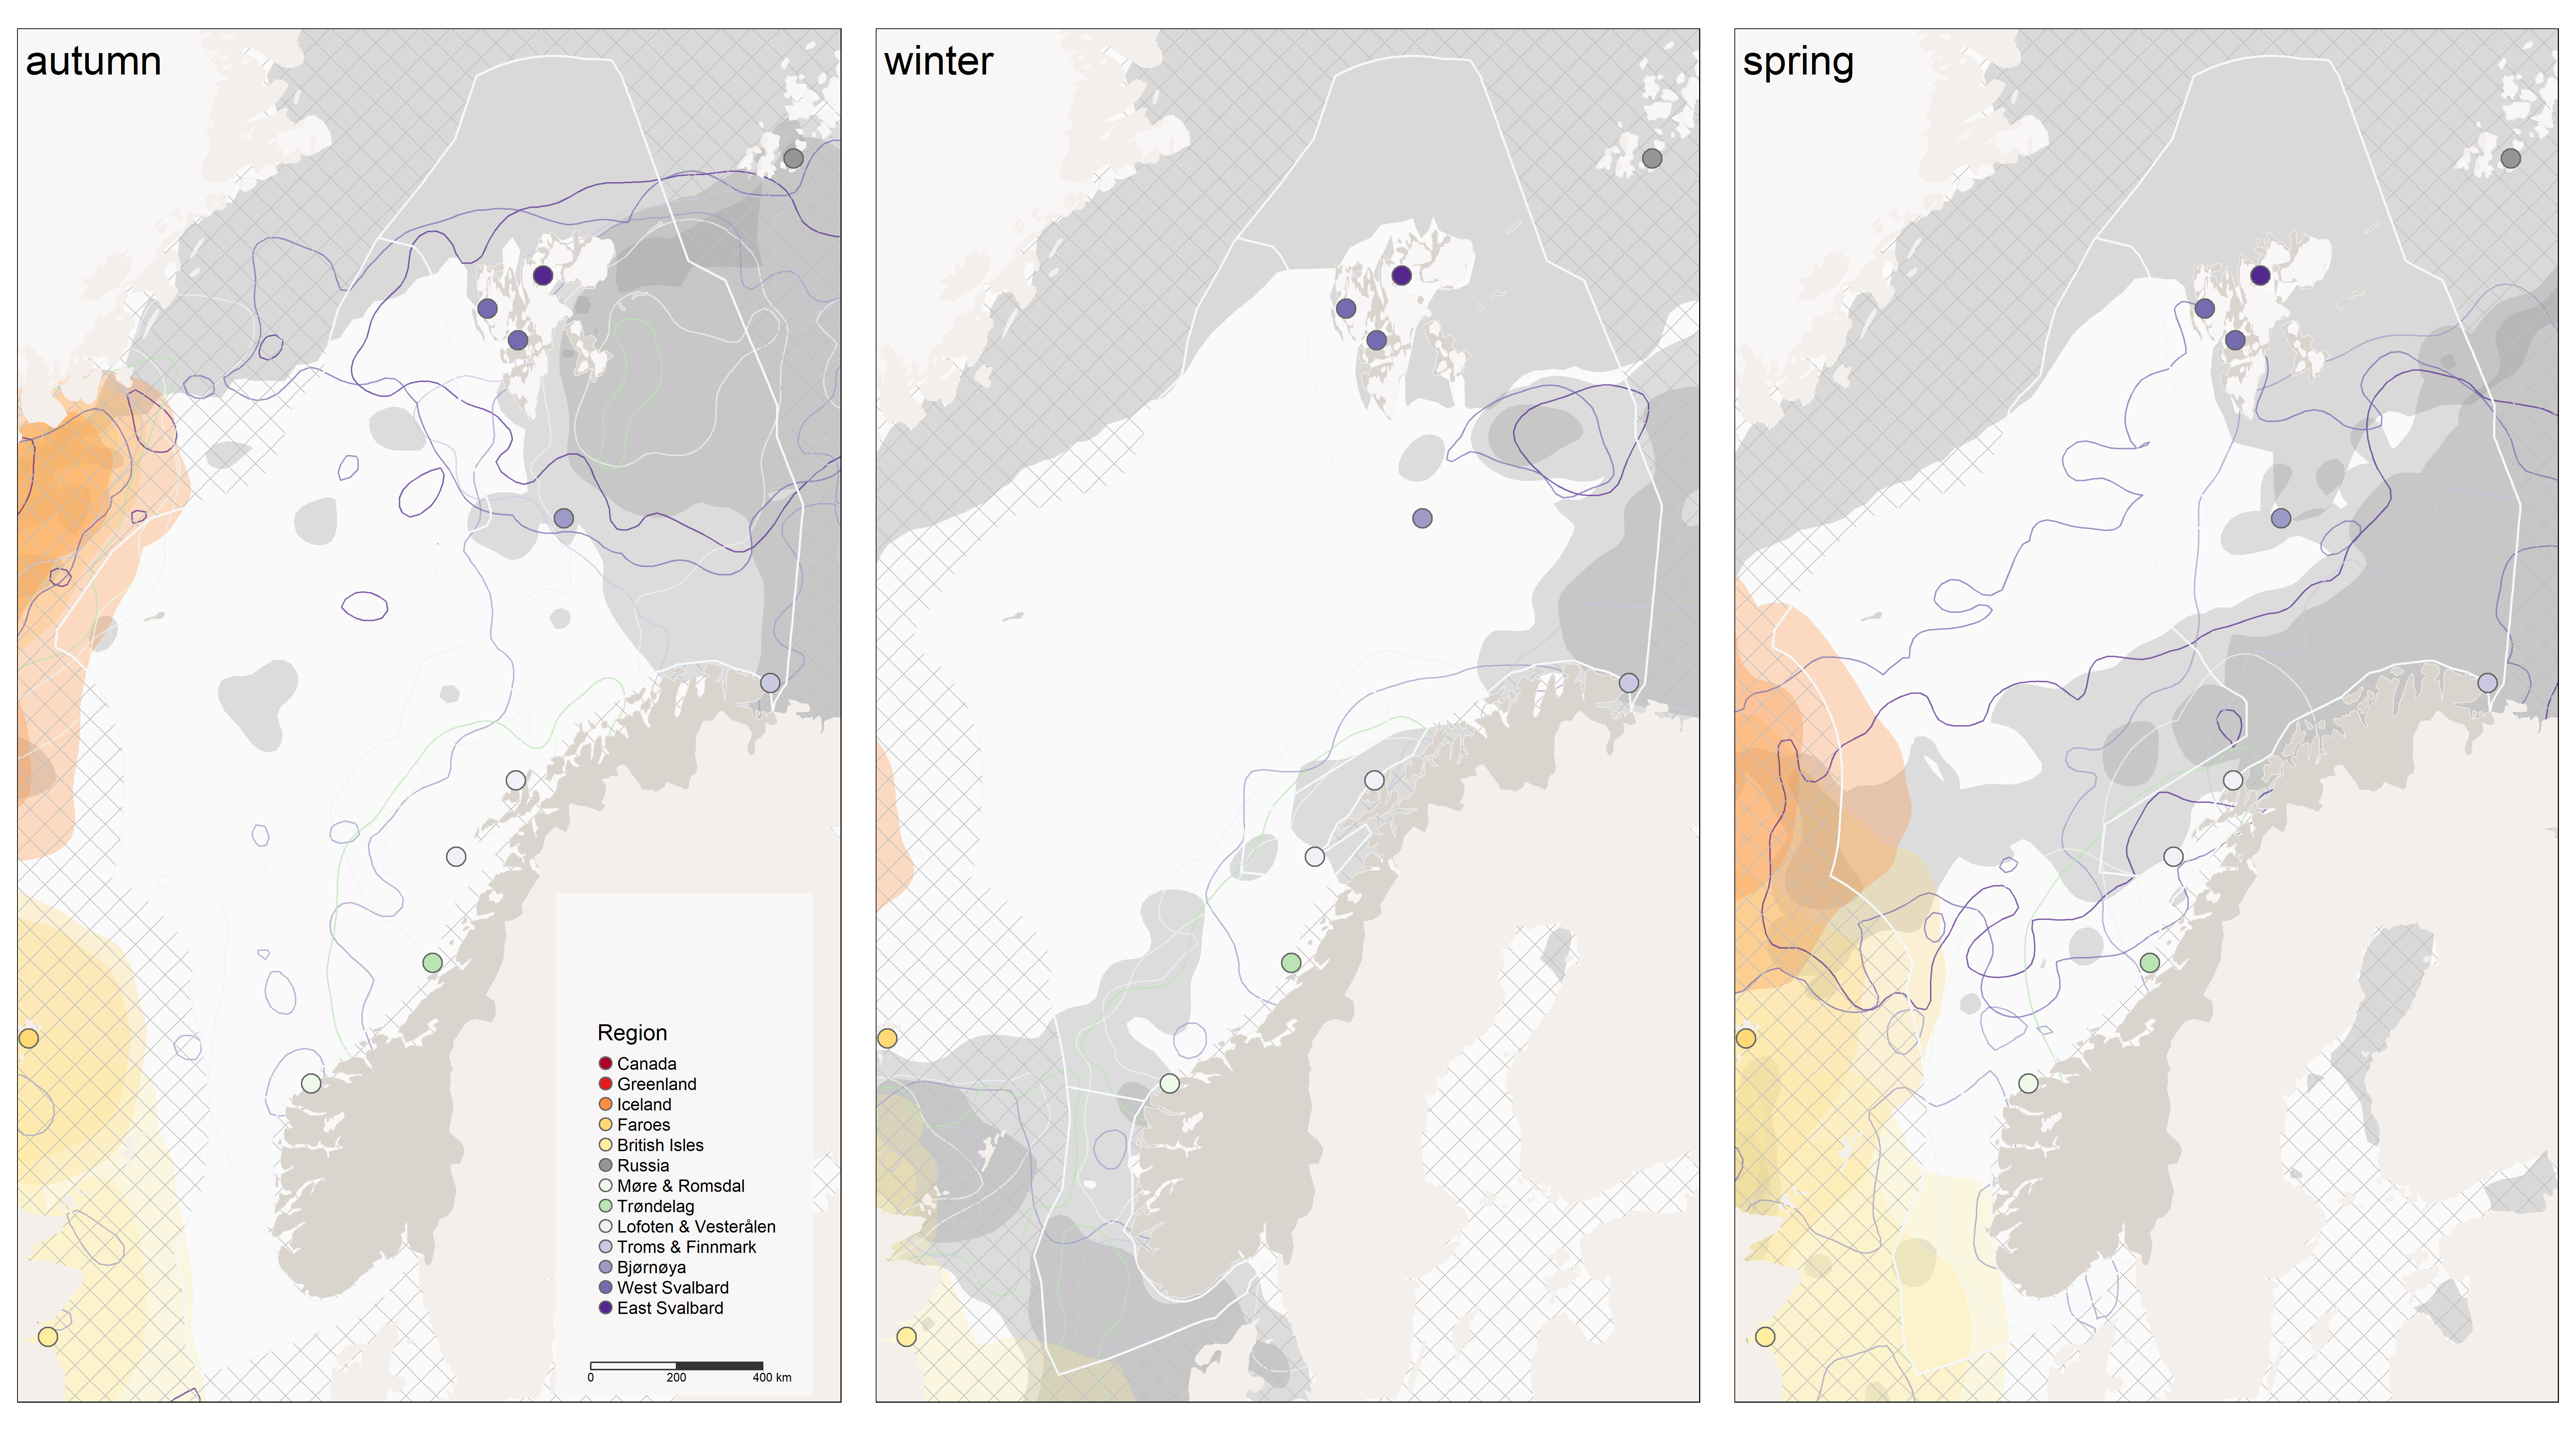 autumn
winter
spring
Region
Canada
Greenland
Iceland
Faroes
British Isles
Russia
Møre & Romsdal
Trøndelag
Lofoten & Vesterålen
Troms & Finnmark
Bjørnøya
West Svalbard
East Svalbard
0 200 400 km